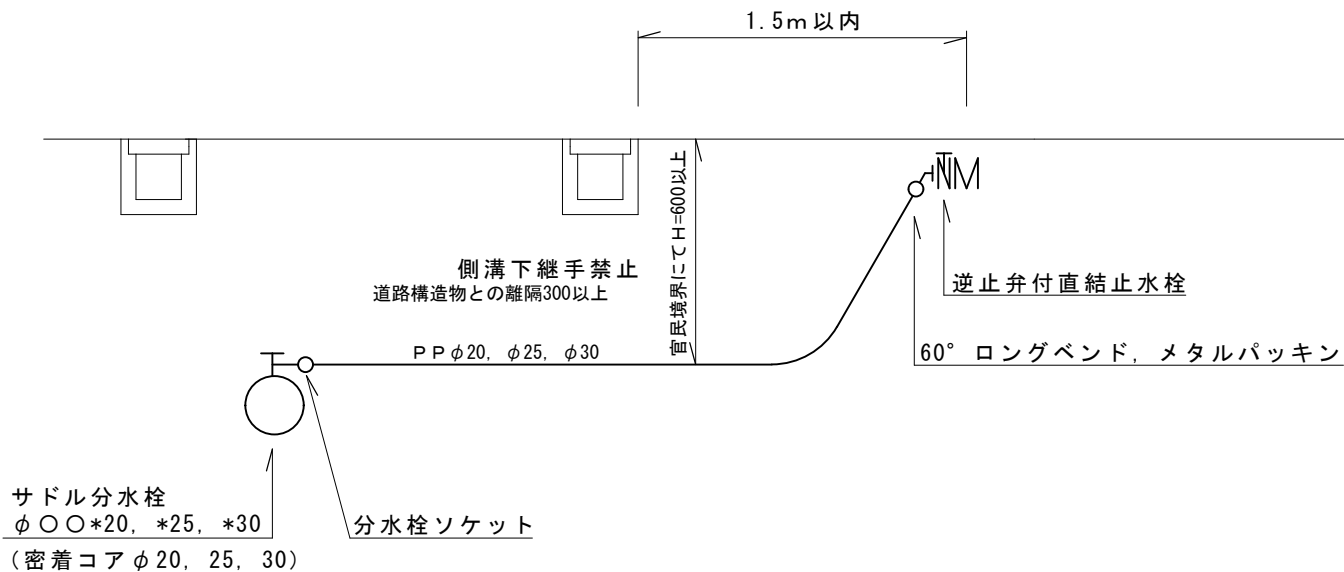 1.5m以内
NM
官民境界にてH=600以上
側溝下継手禁止
道路構造物との離隔300以上
逆止弁付直結止水栓
PPφ20, φ25, φ30
60° ロングベンド, メタルパッキン
サドル分水栓
φ〇〇*20, *25, *30
(密着コアφ20, 25, 30)
分水栓ソケット